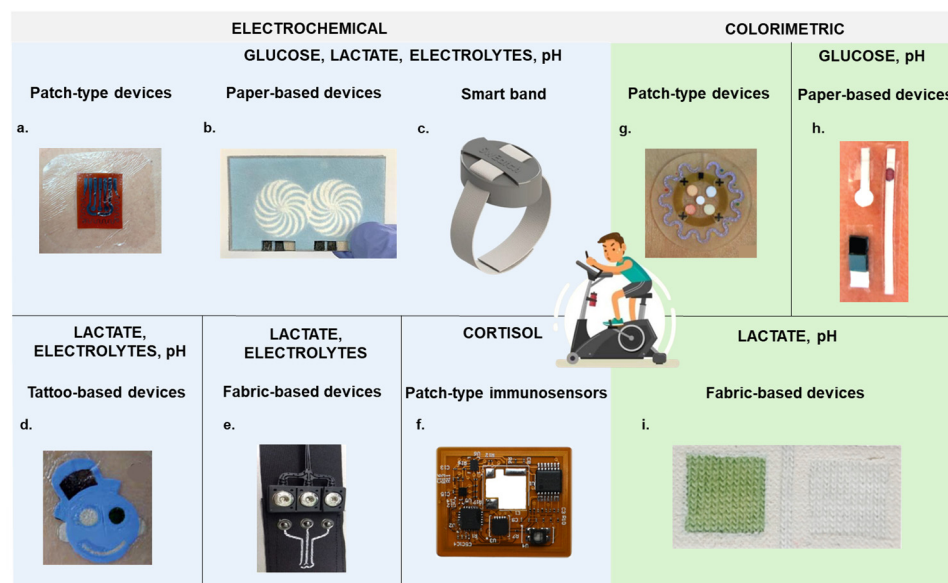 ELECTROCHEMICAL
COLORIMETRIC
GLUCOSE, LACTATE, ELECTROLYTES, pH
GLUCOSE, pH
Patch-type devices
Paper-based devices
Smart band
Patch-type devices
Paper-based devices
a.
b.
c.
g.
h.
LACTATE,
ELECTROLYTES, pH
LACTATE,
ELECTROLYTES
CORTISOL
LACTATE, pH
Tattoo-based devices
Fabric-based devices
Patch-type immunosensors
Fabric-based devices
d.
e.
f.
i.